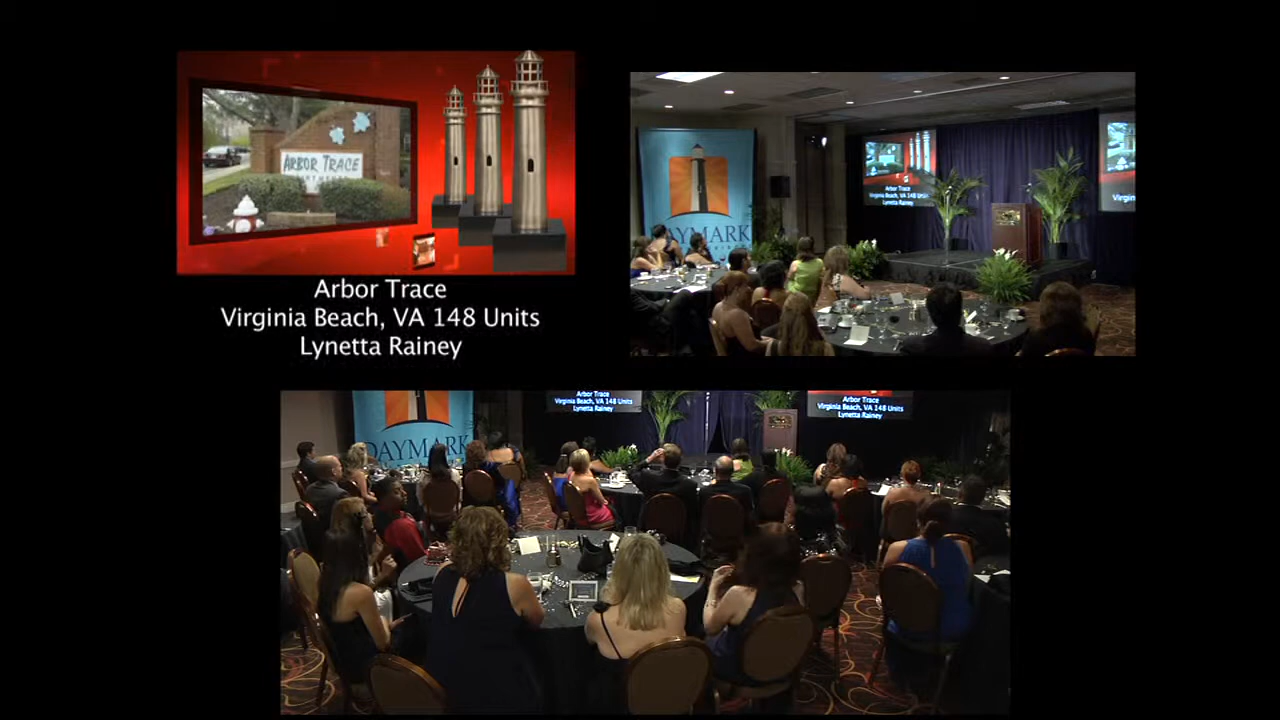 ARBOR TRACE
Arbor Trace
Virginia Beach, VA 148 Units
Lynetta Rainey
DAYMARK
Arbor Trace
Virginia Beach, VA 148 Units
Lynetta Rainey
Virgin
DAYMARK
Arbor Trace
Virginia Beach, VA 148 Units
Lynetta Rainey
Arbor Trace
Virginia Beach, VA 148 Units
Lynetta Rainey